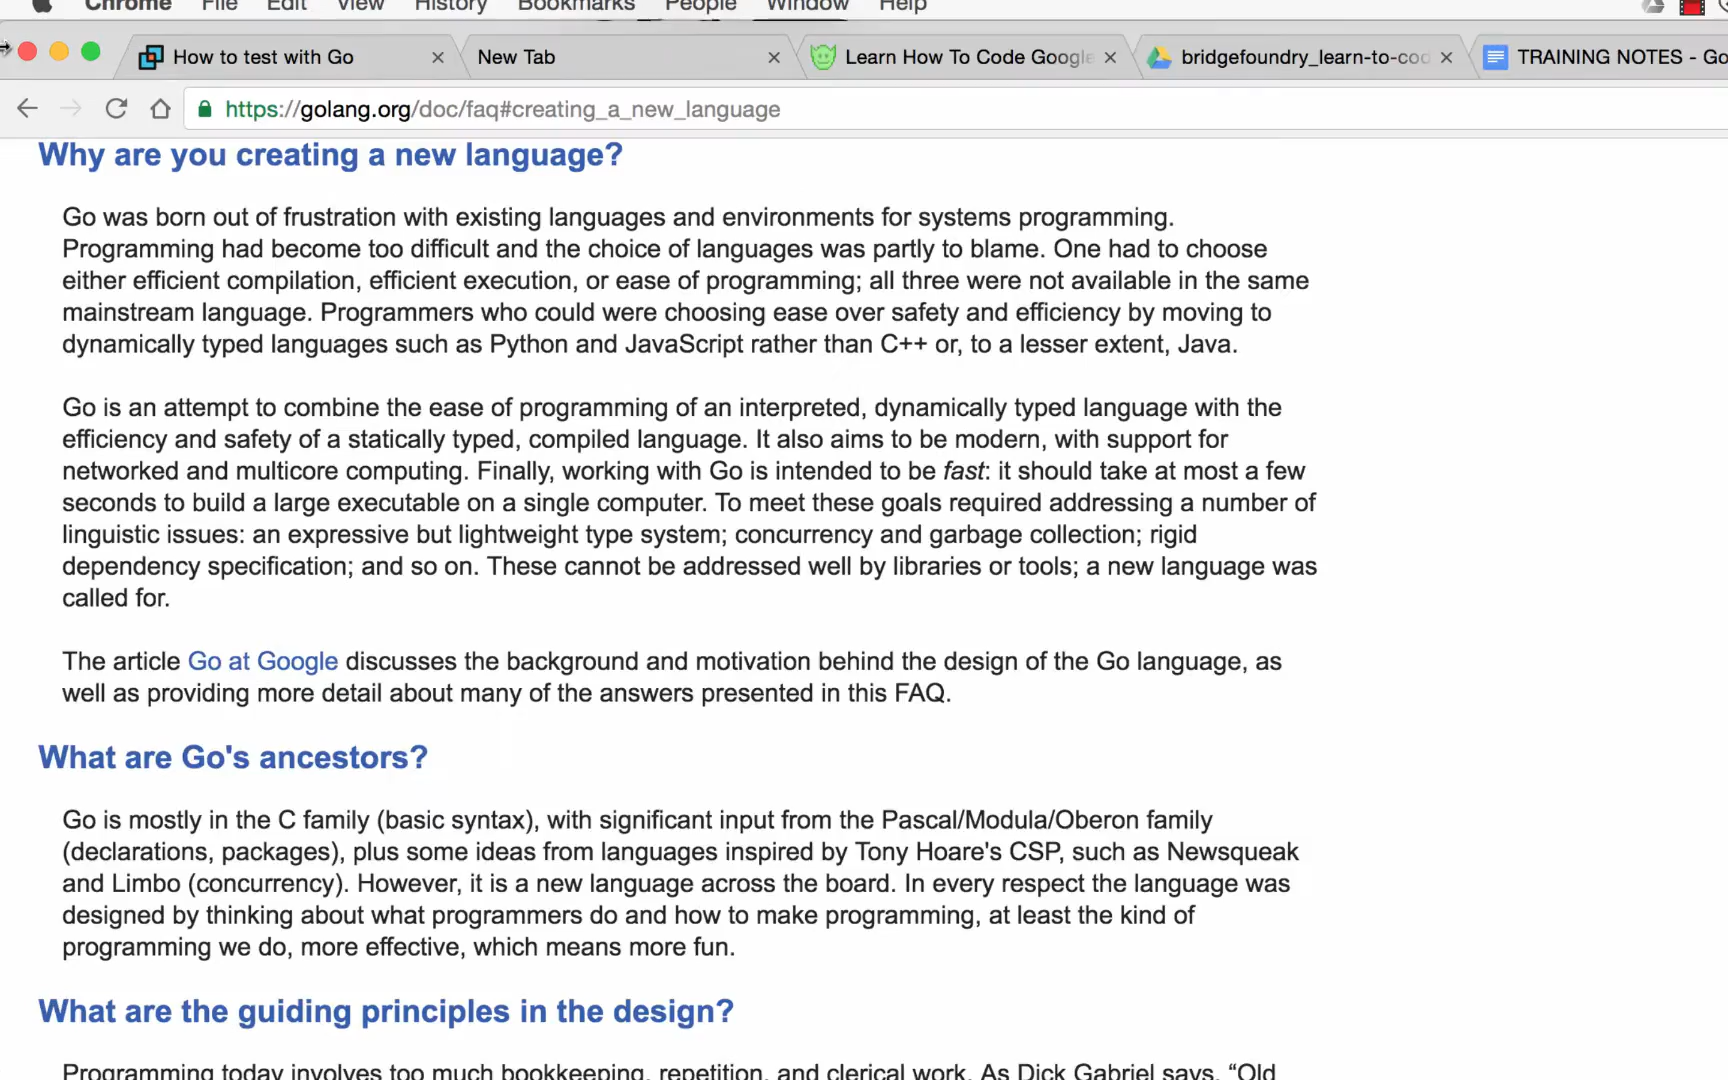 Chrome File Edit View History Bookmarks People Window Help
How to test with Go New Tab Learn How To Code Google bridgefoundry_learn-to-coc TRAINING NOTES - Go
https://golang.org/doc/faq#creating_a_new_language
Why are you creating a new language?
Go was born out of frustration with existing languages and environments for systems programming.
Programming had become too difficult and the choice of languages was partly to blame. One had to choose
either efficient compilation, efficient execution, or ease of programming; all three were not available in the same
mainstream language. Programmers who could were choosing ease over safety and efficiency by moving to
dynamically typed languages such as Python and JavaScript rather than C++ or, to a lesser extent, Java.
Go is an attempt to combine the ease of programming of an interpreted, dynamically typed language with the
efficiency and safety of a statically typed, compiled language. It also aims to be modern, with support for
networked and multicore computing. Finally, working with Go is intended to be fast: it should take at most a few
seconds to build a large executable on a single computer. To meet these goals required addressing a number of
linguistic issues: an expressive but lightweight type system; concurrency and garbage collection; rigid
dependency specification; and so on. These cannot be addressed well by libraries or tools; a new language was
called for.
The article Go at Google discusses the background and motivation behind the design of the Go language, as
well as providing more detail about many of the answers presented in this FAQ.
What are Go's ancestors?
Go is mostly in the C family (basic syntax), with significant input from the Pascal/Modula/Oberon family
(declarations, packages), plus some ideas from languages inspired by Tony Hoare's CSP, such as Newsqueak
and Limbo (concurrency). However, it is a new language across the board. In every respect the language was
designed by thinking about what programmers do and how to make programming, at least the kind of
programming we do, more effective, which means more fun.
What are the guiding principles in the design?
Programming today involves too much bookkeeping, repetition, and clerical work. As Dick Gabriel says, “Old